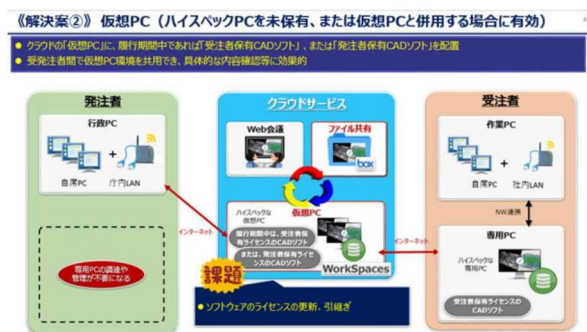 《解決案②》 仮想PC（ハイスペックPCを未保有、または仮想PCと併用する場合に有効）
● クラウドの「仮想PC」に、履行期間中であれば「受注者保有CADソフト」、または「発注者保有CADソフト」を配置
● 受発注者間で仮想PC環境を共用でき、具体的な内容確認等に効果的
発注者
行政PC
+
自席PC 庁内LAN
専用PCの調達や
管理が不要になる
インターネット
クラウドサービス
Web会議
ファイル共有
box
ハイスペックな
仮想PC
仮想PC
履行期間中は、受注者保
有ライセンスのCADソフト
または、発注者保有ライセ
ンスのCADソフト
WorkSpaces
課題
● ソフトウェアのライセンスの更新、引継ぎ
インターネット
受注者
作業PC
+
自席PC 社内LAN
NW連携
専用PC
ハイスペックな
専用PC
受注者保有ライセンスの
CADソフト